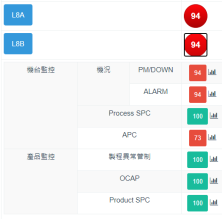 L8A 94
L8B 94
機台監控 機況 PM/DOWN 94
ALARM 94
Process SPC 100
APC 73
產品監控 製程異常管制 100
OCAP 100
Product SPC 100